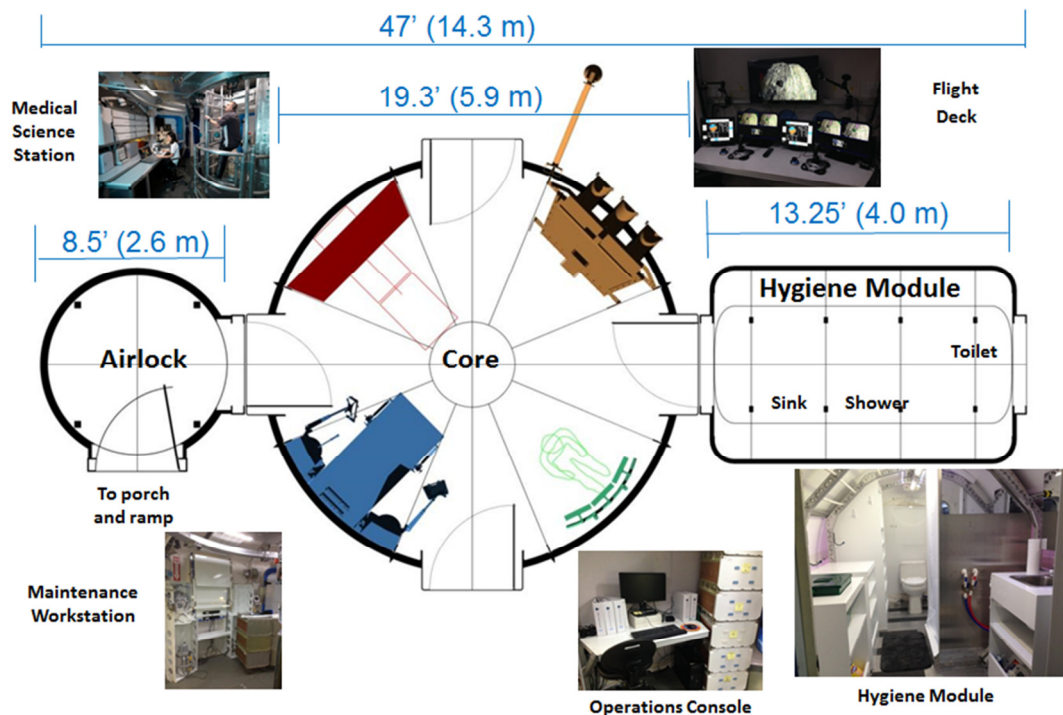 47’ (14.3 m)
Medical
Science
Station
19.3’ (5.9 m)
Flight
Deck
8.5’ (2.6 m)
13.25’ (4.0 m)
Hygiene Module
Airlock
Core
Toilet
Sink
Shower
To porch
and ramp
Maintenance
Workstation
Operations Console
Hygiene Module